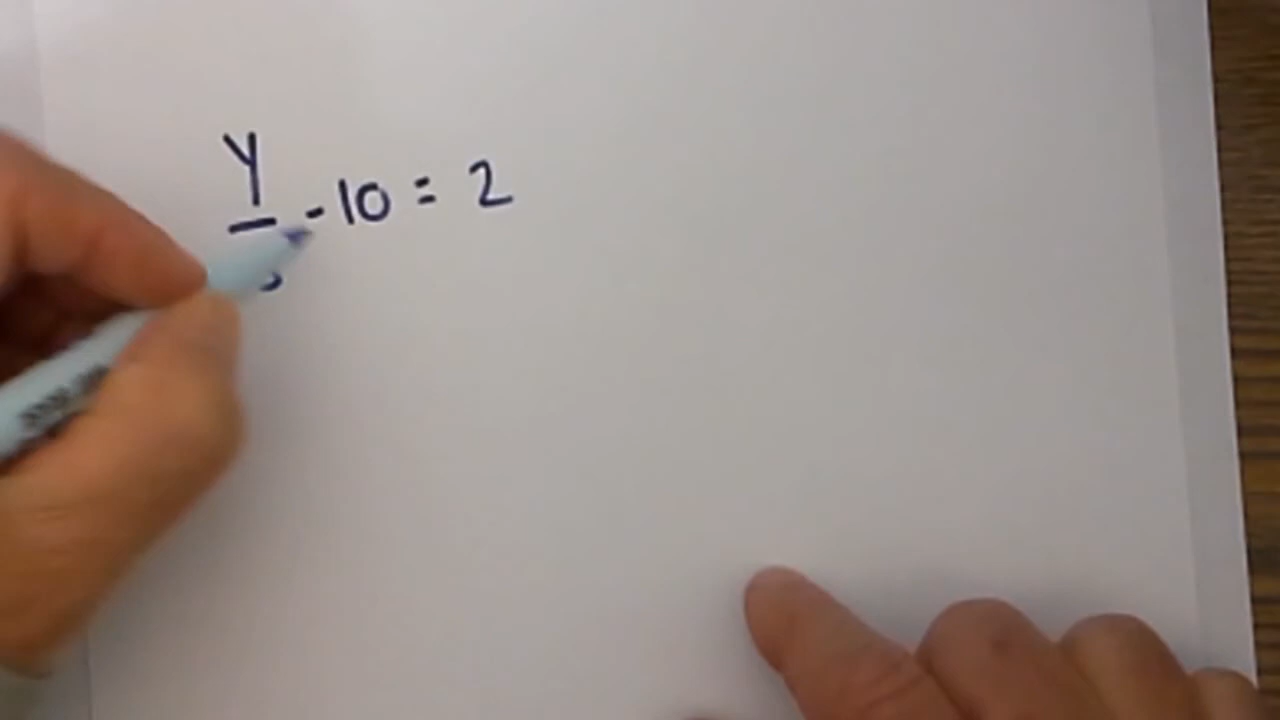 y
— - 10 = 2